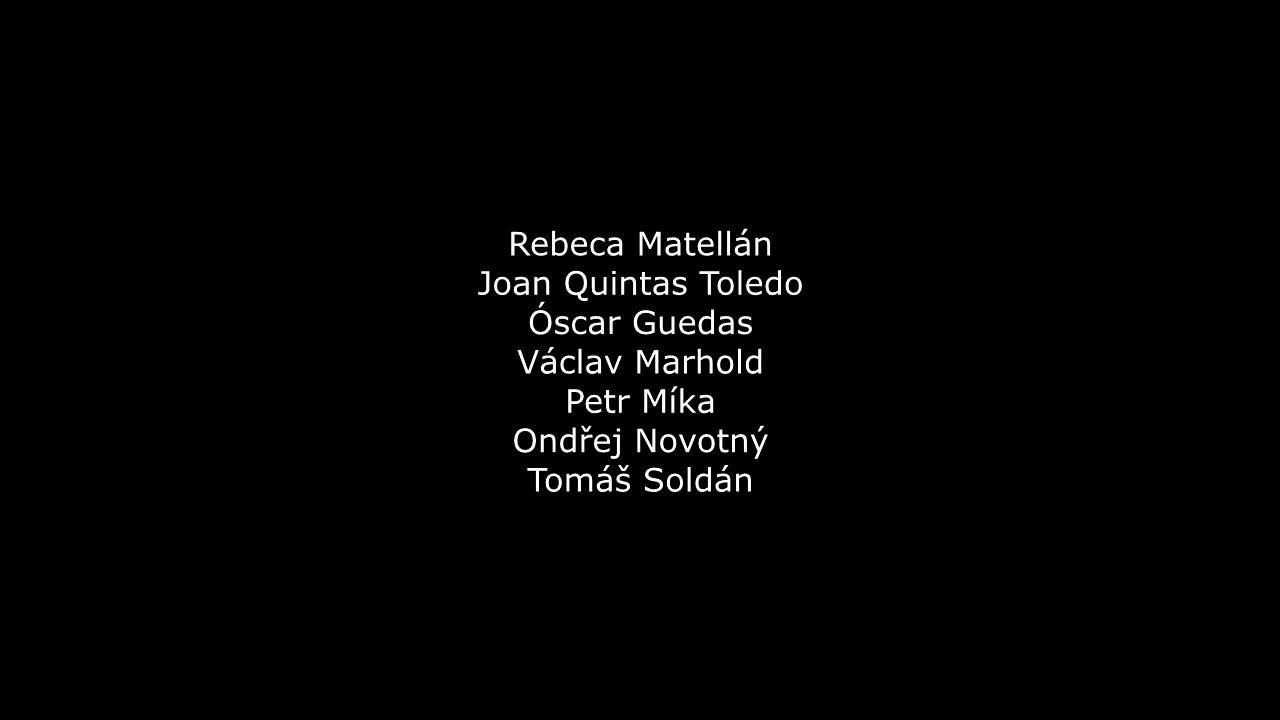 Rebeca Matellán
Joan Quintas Toledo
Óscar Guedas
Václav Marhold
Petr Míka
Ondřej Novotný
Tomáš Soldán